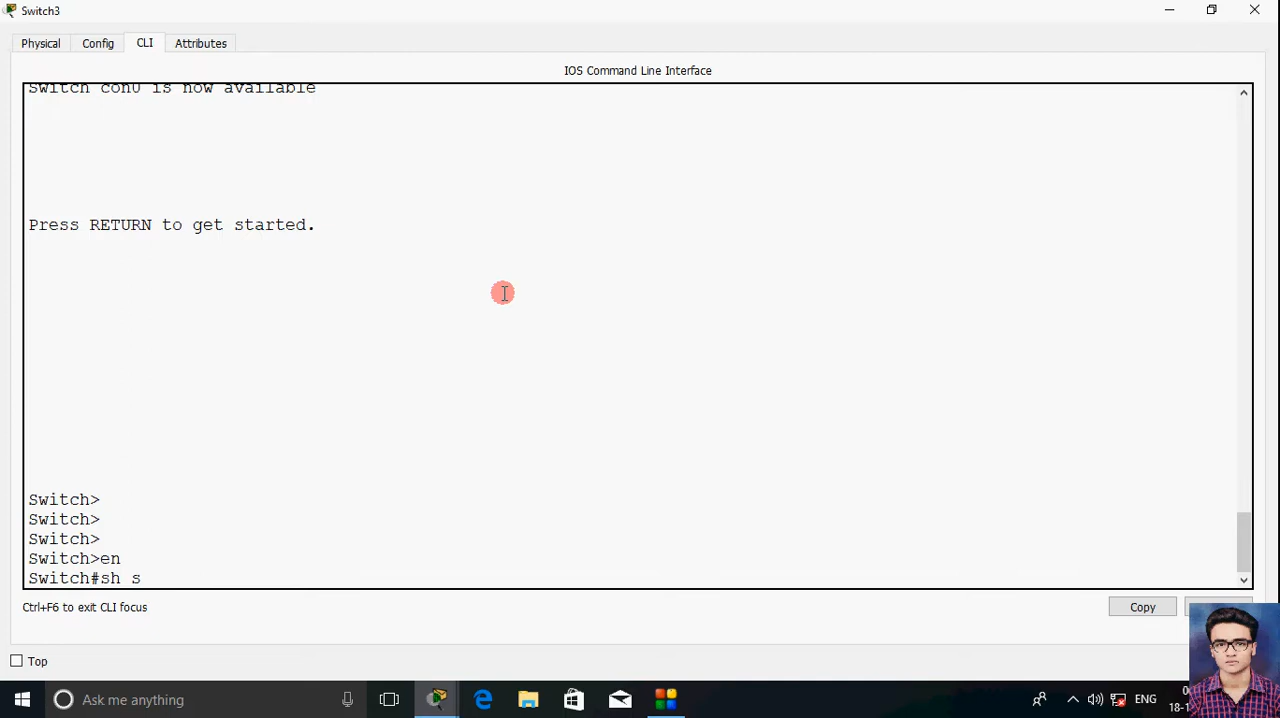 Switch3
Physical
Config
CLI
Attributes
IOS Command Line Interface
Switch con0 is now available
Press RETURN to get started.
Switch>
Switch>
Switch>
Switch>en
Switch#sh s
Ctrl+F6 to exit CLI focus
Copy
Top
Ask me anything
ENG